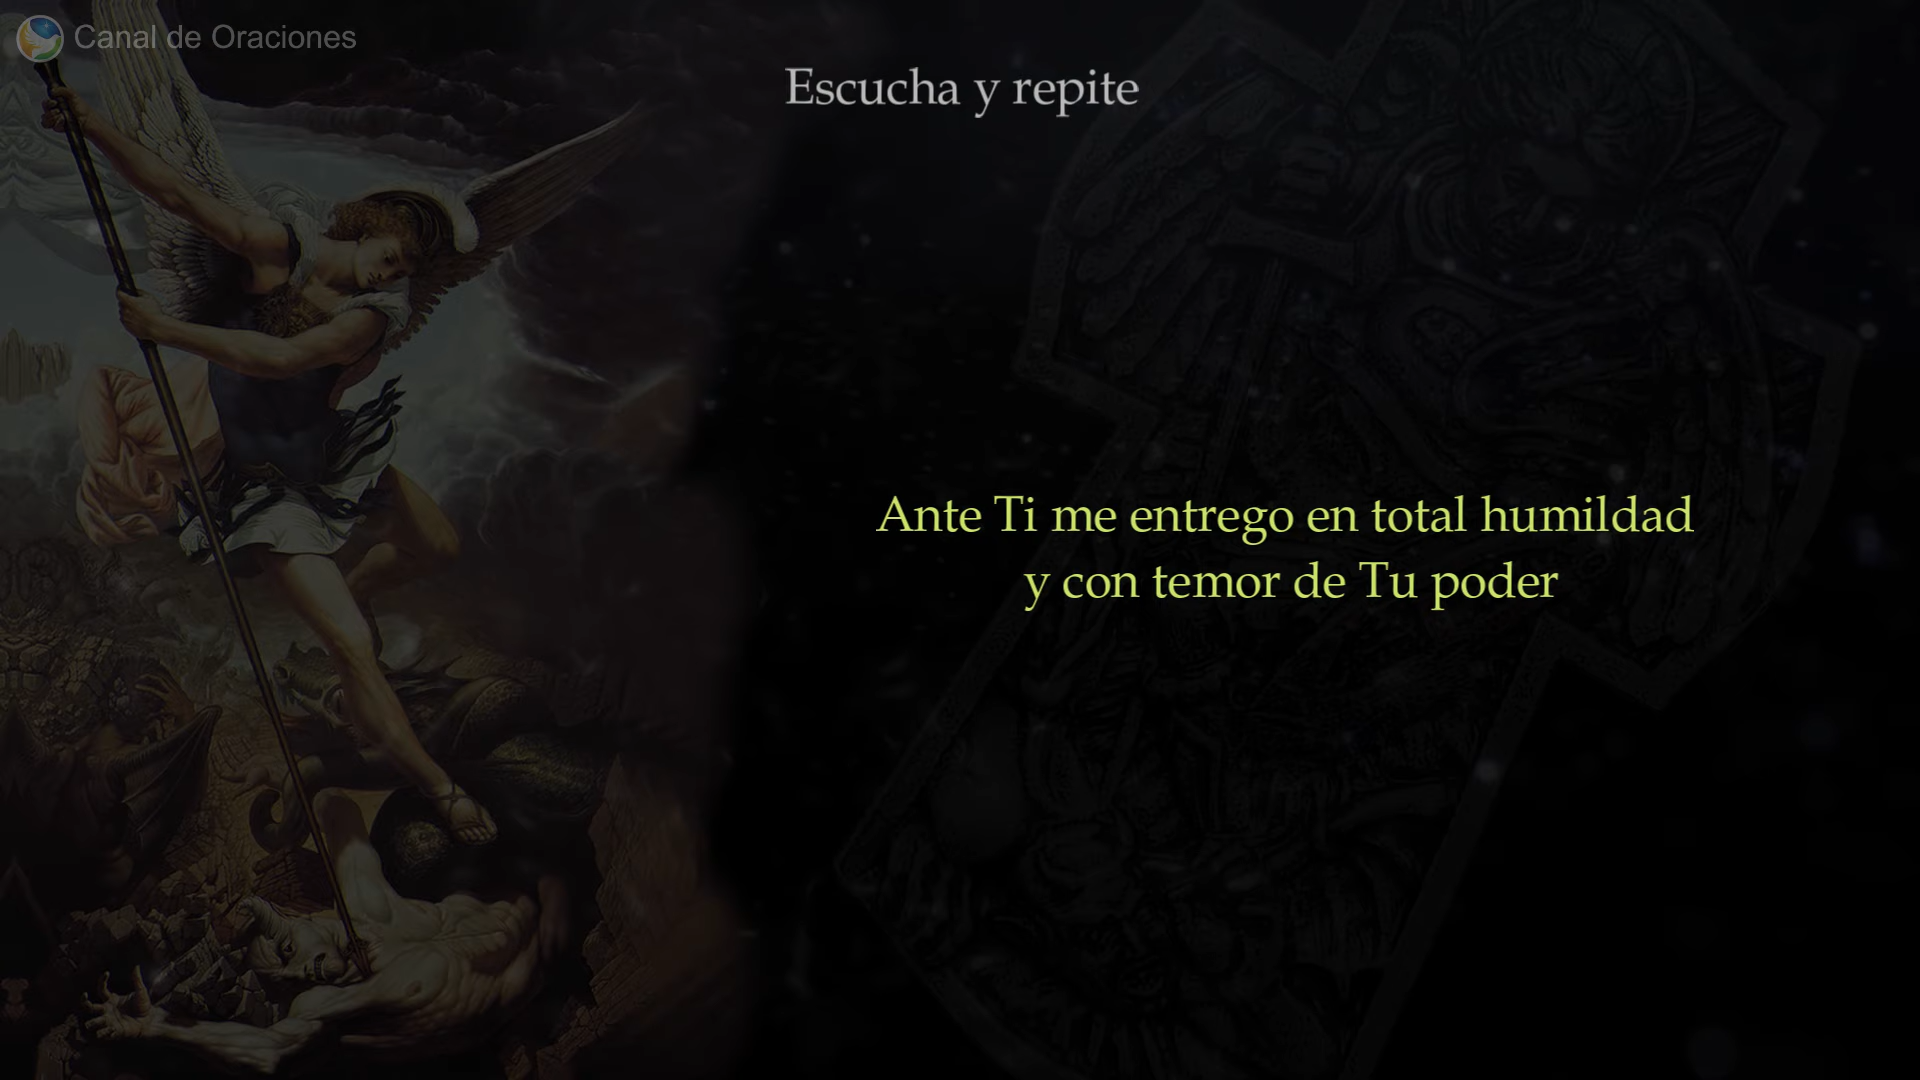 Canal de Oraciones
Escucha y repite
Ante Ti me entrego en total humildad
y con temor de Tu poder